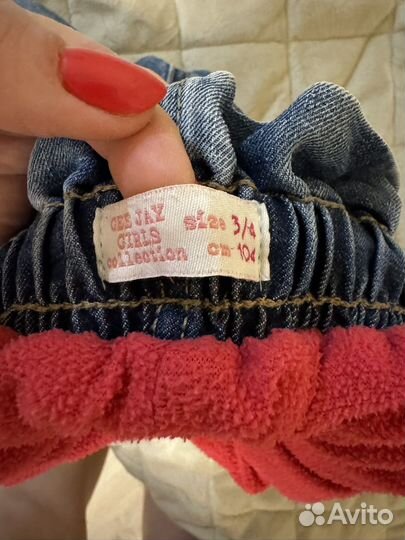 GEE JAY
GIRLS
collection
size: 3/4
cm-104
Avito